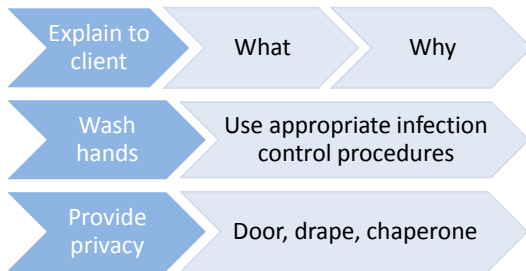 Explain to
client
What
Why
Wash
hands
Use appropriate infection
control procedures
Provide
privacy
Door, drape, chaperone